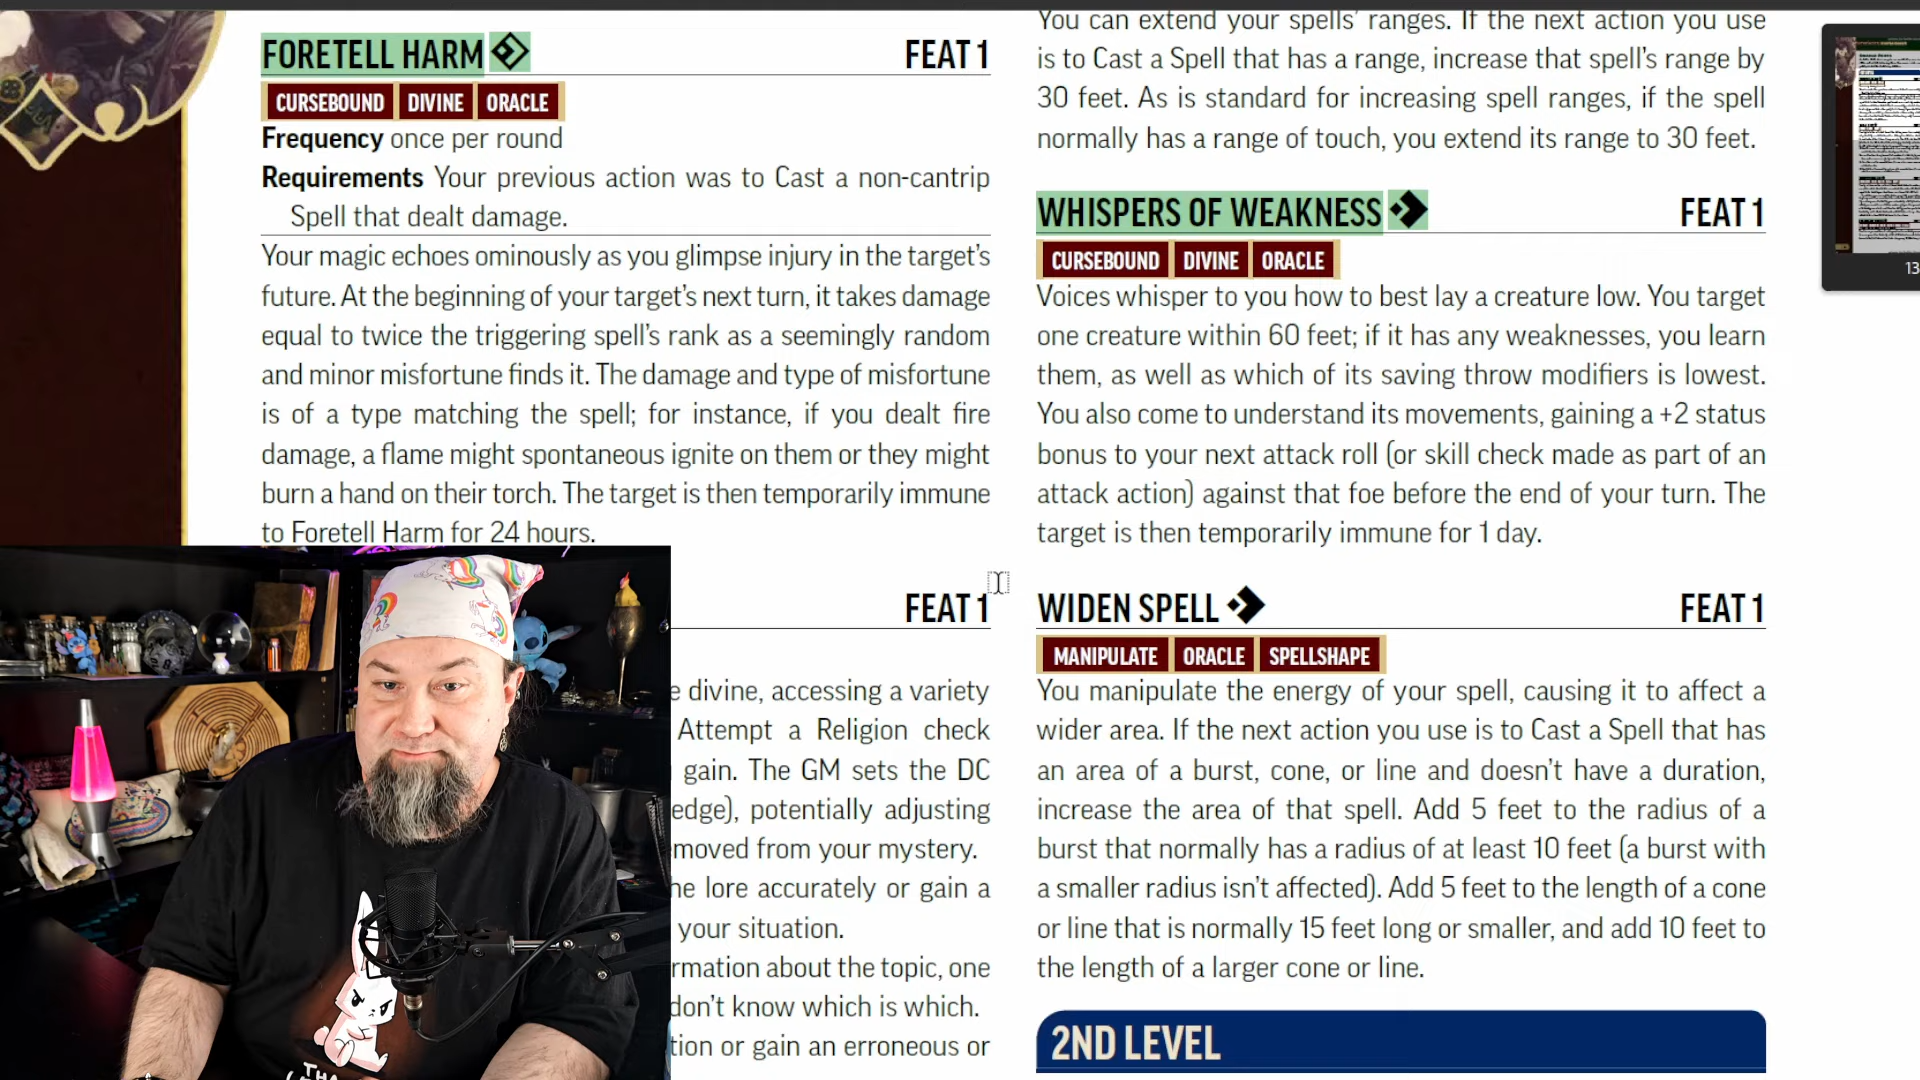 FORETELL HARM FEAT 1
CURSEBOUND DIVINE ORACLE
Frequency once per round
Requirements Your previous action was to Cast a non-cantrip
Spell that dealt damage.
Your magic echoes ominously as you glimpse injury in the target's
future. At the beginning of your target's next turn, it takes damage
equal to twice the triggering spell's rank as a seemingly random
and minor misfortune finds it. The damage and type of misfortune
is of a type matching the spell; for instance, if you dealt fire
damage, a flame might spontaneous ignite on them or they might
burn a hand on their torch. The target is then temporarily immune
to Foretell Harm for 24 hours.
FEAT 1
divine, accessing a variety
Attempt a Religion check
gain. The GM sets the DC
edge), potentially adjusting
moved from your mystery.
lore accurately or gain a
your situation.
rmation about the topic, one
don't know which is which.
tion or gain an erroneous or
You can extend your spells' ranges. If the next action you use
is to Cast a Spell that has a range, increase that spell's range by
30 feet. As is standard for increasing spell ranges, if the spell
normally has a range of touch, you extend its range to 30 feet.
WHISPERS OF WEAKNESS FEAT 1
CURSEBOUND DIVINE ORACLE
Voices whisper to you how to best lay a creature low. You target
one creature within 60 feet; if it has any weaknesses, you learn
them, as well as which of its saving throw modifiers is lowest.
You also come to understand its movements, gaining a +2 status
bonus to your next attack roll (or skill check made as part of an
attack action) against that foe before the end of your turn. The
target is then temporarily immune for 1 day.
WIDEN SPELL FEAT 1
MANIPULATE ORACLE SPELLSHAPE
You manipulate the energy of your spell, causing it to affect a
wider area. If the next action you use is to Cast a Spell that has
an area of a burst, cone, or line and doesn't have a duration,
increase the area of that spell. Add 5 feet to the radius of a
burst that normally has a radius of at least 10 feet (a burst with
a smaller radius isn't affected). Add 5 feet to the length of a cone
or line that is normally 15 feet long or smaller, and add 10 feet to
the length of a larger cone or line.
2ND LEVEL
13